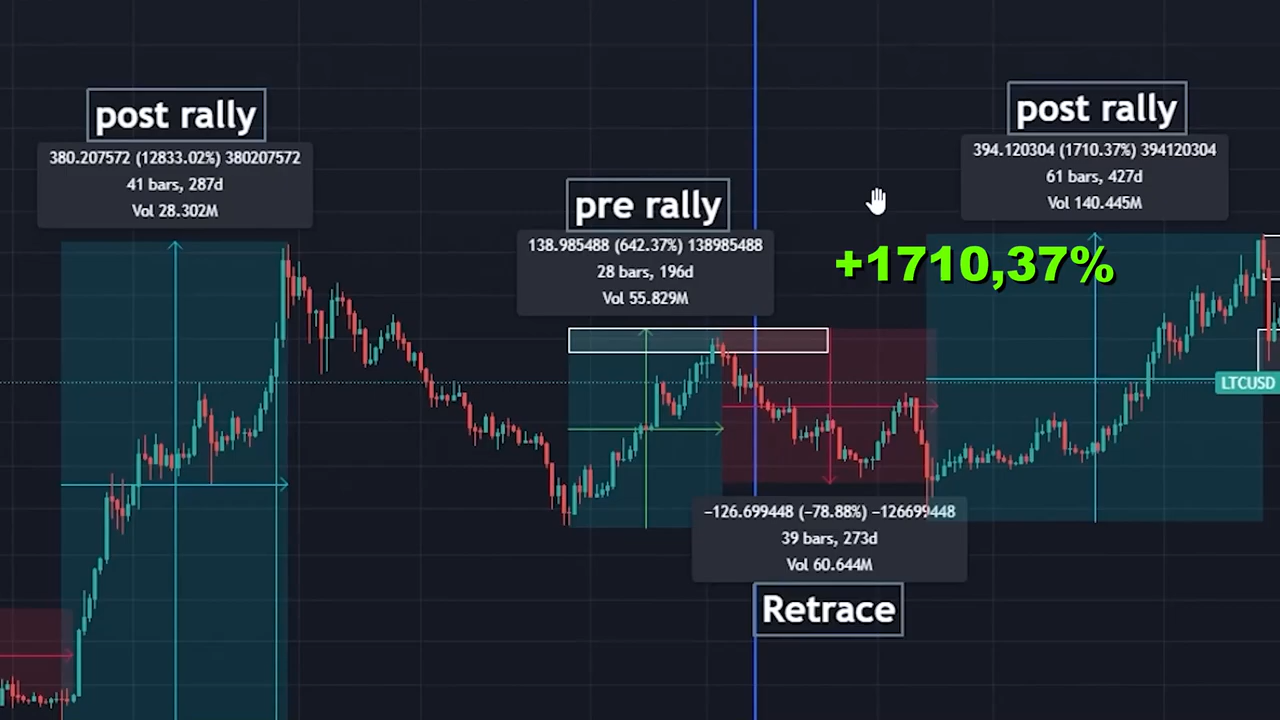 post rally
380.207572 (12833.02%) 380207572
41 bars, 287d
Vol 28.302M
pre rally
138.985488 (642.37%) 138985488
28 bars, 196d
Vol 55.829M
post rally
394.120304 (1710.37%) 394120304
61 bars, 427d
Vol 140.445M
+1710,37%
LTCUSD
−126.699448 (−78.88%) −126699448
39 bars, 273d
Vol 60.644M
Retrace